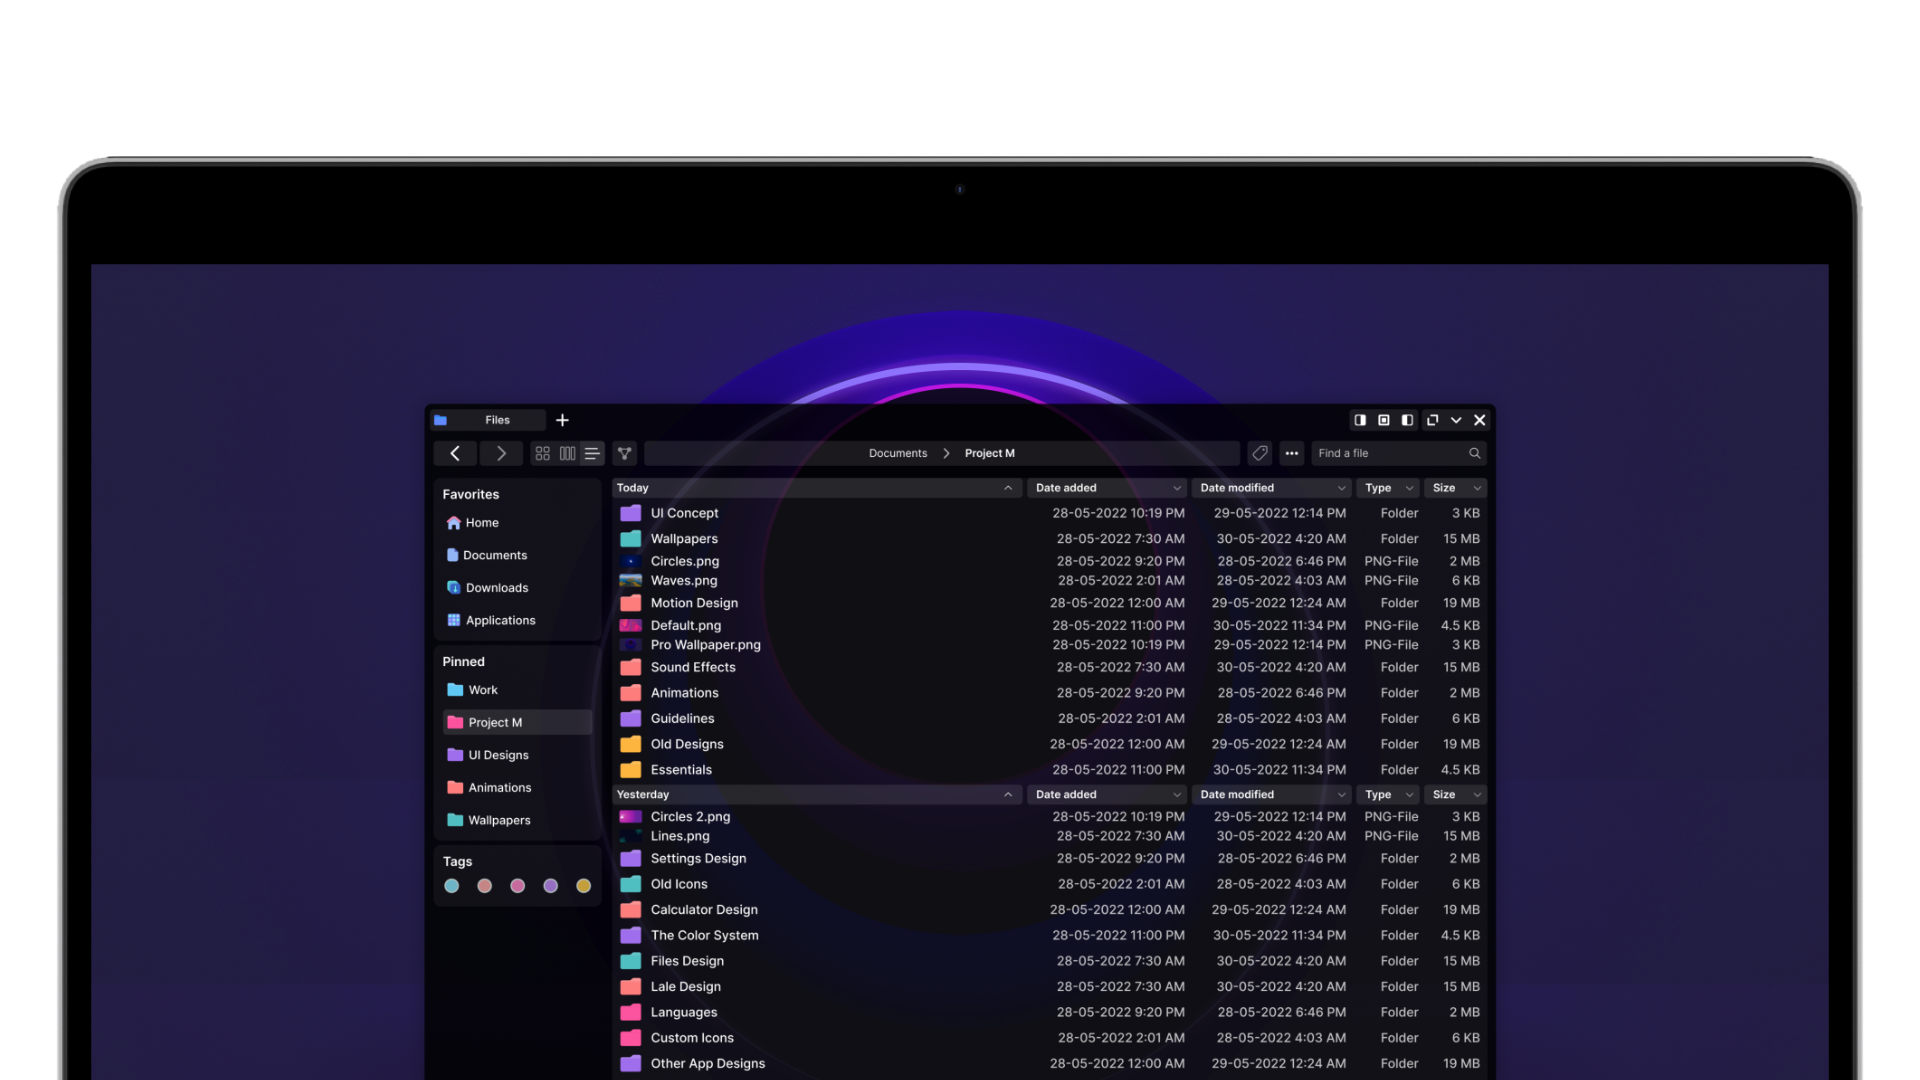 Files
Documents > Project M
Find a file
Favorites
Home
Documents
Downloads
Applications
Pinned
Work
Project M
UI Designs
Animations
Wallpapers
Tags
Today Date added Date modified Type Size
UI Concept 28-05-2022 10:19 PM 29-05-2022 12:14 PM Folder 3 KB
Wallpapers 28-05-2022 7:30 AM 30-05-2022 4:20 AM Folder 15 MB
Circles.png 28-05-2022 9:20 PM 28-05-2022 6:46 PM PNG-File 2 MB
Waves.png 28-05-2022 2:01 AM 28-05-2022 4:03 AM PNG-File 6 KB
Motion Design 28-05-2022 12:00 AM 29-05-2022 12:24 AM Folder 19 MB
Default.png 28-05-2022 11:00 PM 30-05-2022 11:34 PM PNG-File 4.5 KB
Pro Wallpaper.png 28-05-2022 10:19 PM 29-05-2022 12:14 PM PNG-File 3 KB
Sound Effects 28-05-2022 7:30 AM 30-05-2022 4:20 AM Folder 15 MB
Animations 28-05-2022 9:20 PM 28-05-2022 6:46 PM Folder 2 MB
Guidelines 28-05-2022 2:01 AM 28-05-2022 4:03 AM Folder 6 KB
Old Designs 28-05-2022 12:00 AM 29-05-2022 12:24 AM Folder 19 MB
Essentials 28-05-2022 11:00 PM 30-05-2022 11:34 PM Folder 4.5 KB
Yesterday Date added Date modified Type Size
Circles 2.png 28-05-2022 10:19 PM 29-05-2022 12:14 PM PNG-File 3 KB
Lines.png 28-05-2022 7:30 AM 30-05-2022 4:20 AM PNG-File 15 MB
Settings Design 28-05-2022 9:20 PM 28-05-2022 6:46 PM Folder 2 MB
Old Icons 28-05-2022 2:01 AM 28-05-2022 4:03 AM Folder 6 KB
Calculator Design 28-05-2022 12:00 AM 29-05-2022 12:24 AM Folder 19 MB
The Color System 28-05-2022 11:00 PM 30-05-2022 11:34 PM Folder 4.5 KB
Files Design 28-05-2022 7:30 AM 30-05-2022 4:20 AM Folder 15 MB
Lale Design 28-05-2022 7:30 AM 30-05-2022 4:20 AM Folder 15 MB
Languages 28-05-2022 9:20 PM 28-05-2022 6:46 PM Folder 2 MB
Custom Icons 28-05-2022 2:01 AM 28-05-2022 4:03 AM Folder 6 KB
Other App Designs 28-05-2022 12:00 AM 29-05-2022 12:24 AM Folder 19 MB